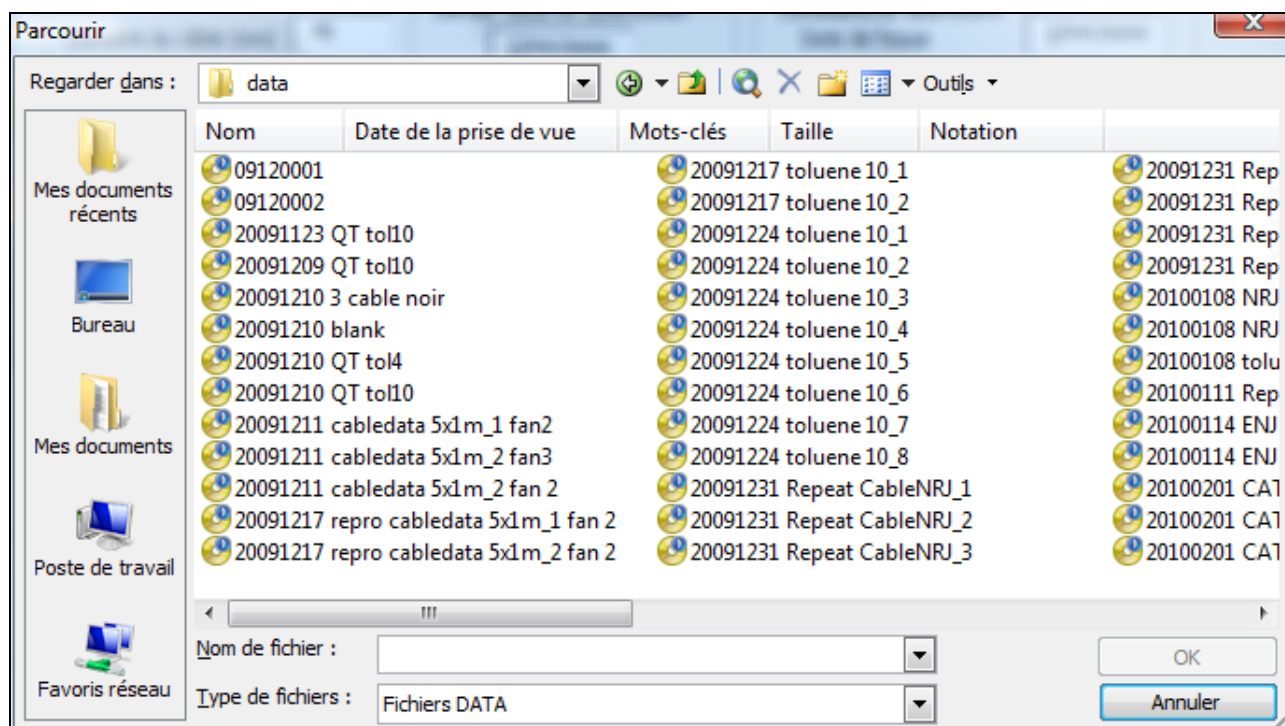 Parcourir
Regarder dans :
data
Outils
Mes documents récents
Bureau
Mes documents
Poste de travail
Favoris réseau
Nom
Date de la prise de vue
Mots-clés
Taille
Notation
09120001
09120002
20091123 QT tol10
20091209 QT tol10
20091210 3 cable noir
20091210 blank
20091210 QT tol4
20091210 QT tol10
20091211 cabledata 5x1m_1 fan2
20091211 cabledata 5x1m_2 fan3
20091211 cabledata 5x1m_2 fan 2
20091217 repro cabledata 5x1m_1 fan 2
20091217 repro cabledata 5x1m_2 fan 2
20091217 toluene 10_1
20091217 toluene 10_2
20091224 toluene 10_1
20091224 toluene 10_2
20091224 toluene 10_3
20091224 toluene 10_4
20091224 toluene 10_5
20091224 toluene 10_6
20091224 toluene 10_7
20091224 toluene 10_8
20091231 Repeat CableNRJ_1
20091231 Repeat CableNRJ_2
20091231 Repeat CableNRJ_3
20091231 Rep
20091231 Rep
20091231 Rep
20091231 Rep
20100108 NRJ
20100108 NRJ
20100108 tolu
20100111 Rep
20100114 ENJ
20100114 ENJ
20100201 CAT
20100201 CAT
20100201 CAT
Nom de fichier :
OK
Type de fichiers :
Fichiers DATA
Annuler